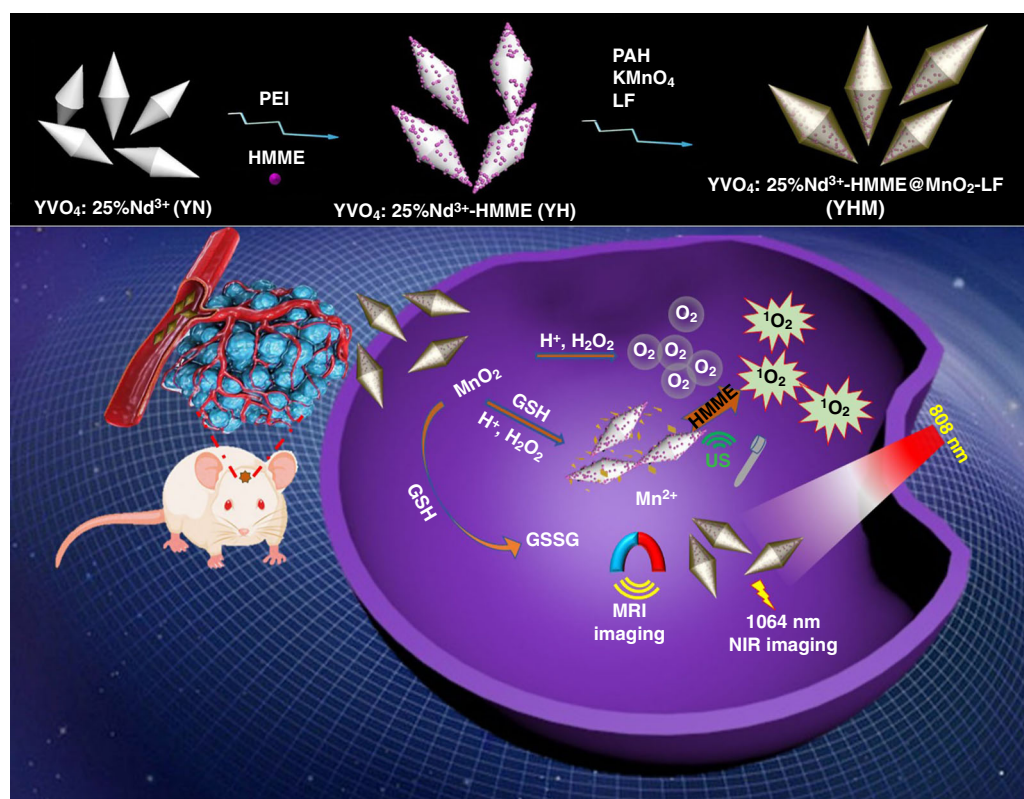 PEI
HMME
PAH
KMnO₄
LF
YVO₄: 25%Nd³⁺ (YN)
YVO₄: 25%Nd³⁺-HMME (YH)
YVO₄: 25%Nd³⁺-HMME@MnO₂-LF
(YHM)
H⁺, H₂O₂
O₂
O₂
O₂
O₂
O₂
¹O₂
¹O₂
¹O₂
MnO₂
GSH
H⁺, H₂O₂
HMME
US
808 nm
Mn²⁺
GSH
GSSG
MRI
imaging
1064 nm
NIR imaging